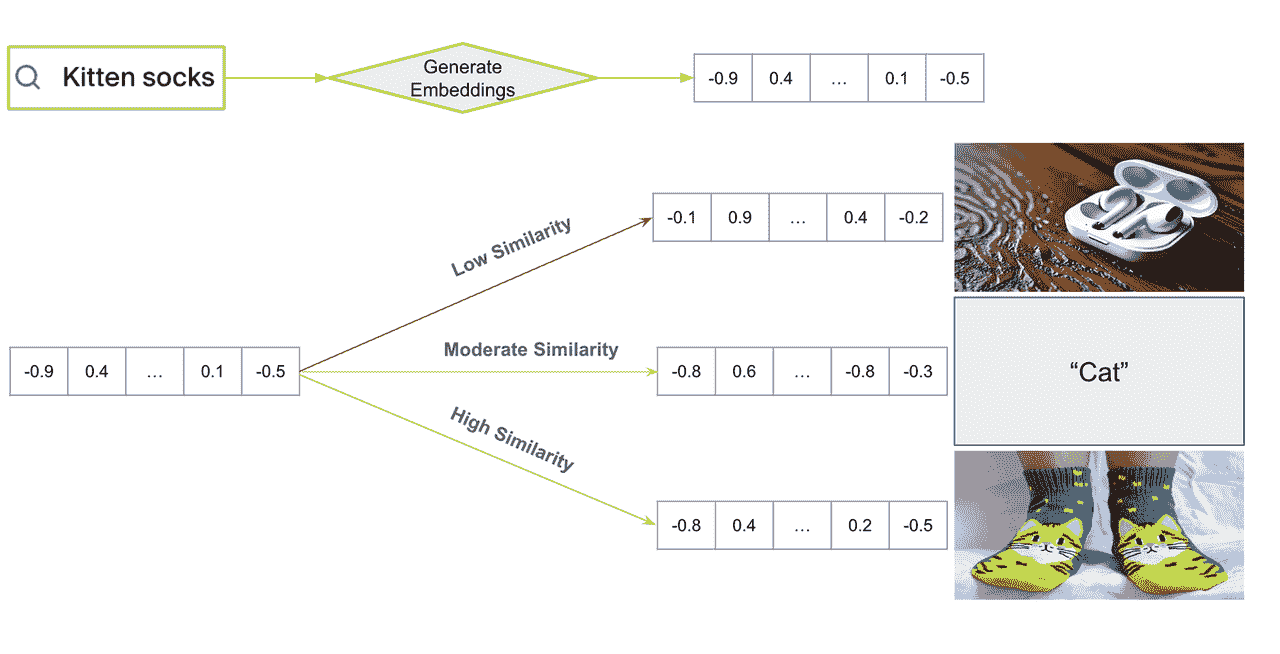 Kitten socks
Generate
Embeddings
-0.9 0.4 … 0.1 -0.5
Low Similarity
-0.1 0.9 … 0.4 -0.2
-0.9 0.4 … 0.1 -0.5
Moderate Similarity
-0.8 0.6 … -0.8 -0.3
“Cat”
High Similarity
-0.8 0.4 … 0.2 -0.5